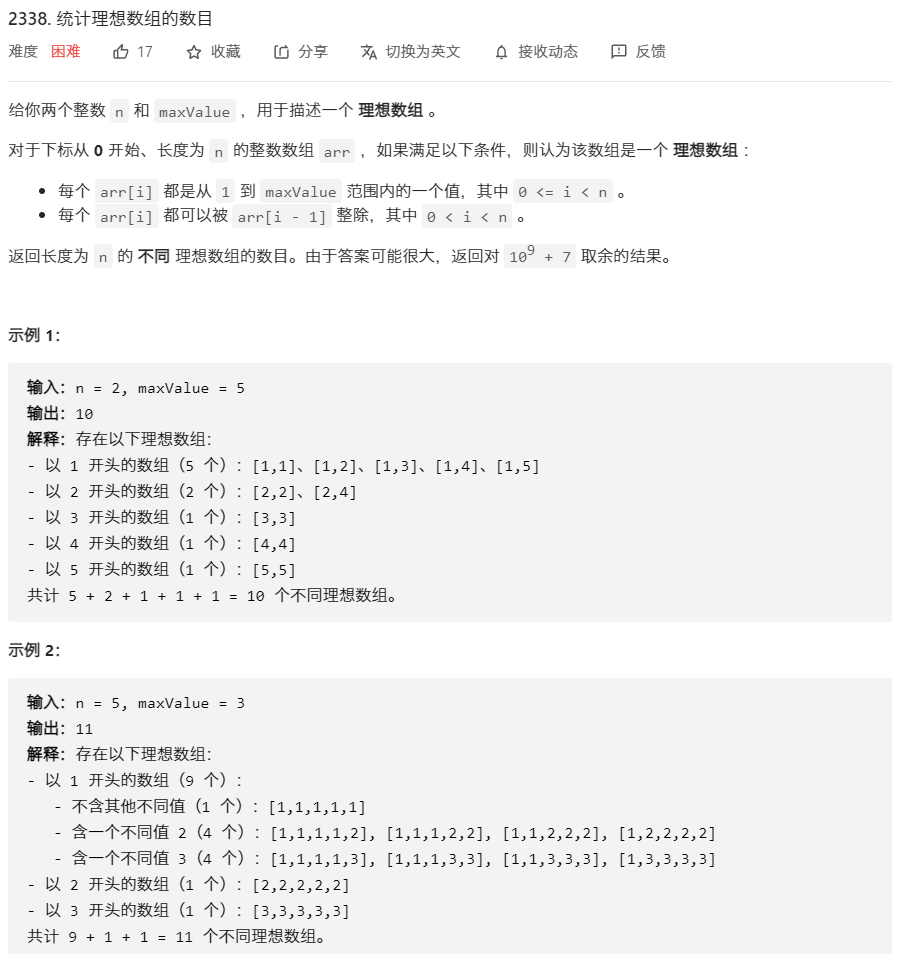 2338. 统计理想数组的数目
难度 困难 17 收藏 分享 切换为英文 接收动态 反馈
给你两个整数 n 和 maxValue ，用于描述一个 理想数组 。
对于下标从 0 开始、长度为 n 的整数数组 arr ，如果满足以下条件，则认为该数组是一个 理想数组 ：
• 每个 arr[i] 都是从 1 到 maxValue 范围内的一个值，其中 0 <= i < n 。
• 每个 arr[i] 都可以被 arr[i - 1] 整除，其中 0 < i < n 。
返回长度为 n 的 不同 理想数组的数目。由于答案可能很大，返回对 10⁹ + 7 取余的结果。
示例 1：
输入：n = 2, maxValue = 5
输出：10
解释：存在以下理想数组：
- 以 1 开头的数组（5 个）：[1,1]、[1,2]、[1,3]、[1,4]、[1,5]
- 以 2 开头的数组（2 个）：[2,2]、[2,4]
- 以 3 开头的数组（1 个）：[3,3]
- 以 4 开头的数组（1 个）：[4,4]
- 以 5 开头的数组（1 个）：[5,5]
共计 5 + 2 + 1 + 1 + 1 = 10 个不同理想数组。
示例 2：
输入：n = 5, maxValue = 3
输出：11
解释：存在以下理想数组：
- 以 1 开头的数组（9 个）：
- 不含其他不同值（1 个）：[1,1,1,1,1]
- 含一个不同值 2（4 个）：[1,1,1,1,2], [1,1,1,2,2], [1,1,2,2,2], [1,2,2,2,2]
- 含一个不同值 3（4 个）：[1,1,1,1,3], [1,1,1,3,3], [1,1,3,3,3], [1,3,3,3,3]
- 以 2 开头的数组（1 个）：[2,2,2,2,2]
- 以 3 开头的数组（1 个）：[3,3,3,3,3]
共计 9 + 1 + 1 = 11 个不同理想数组。